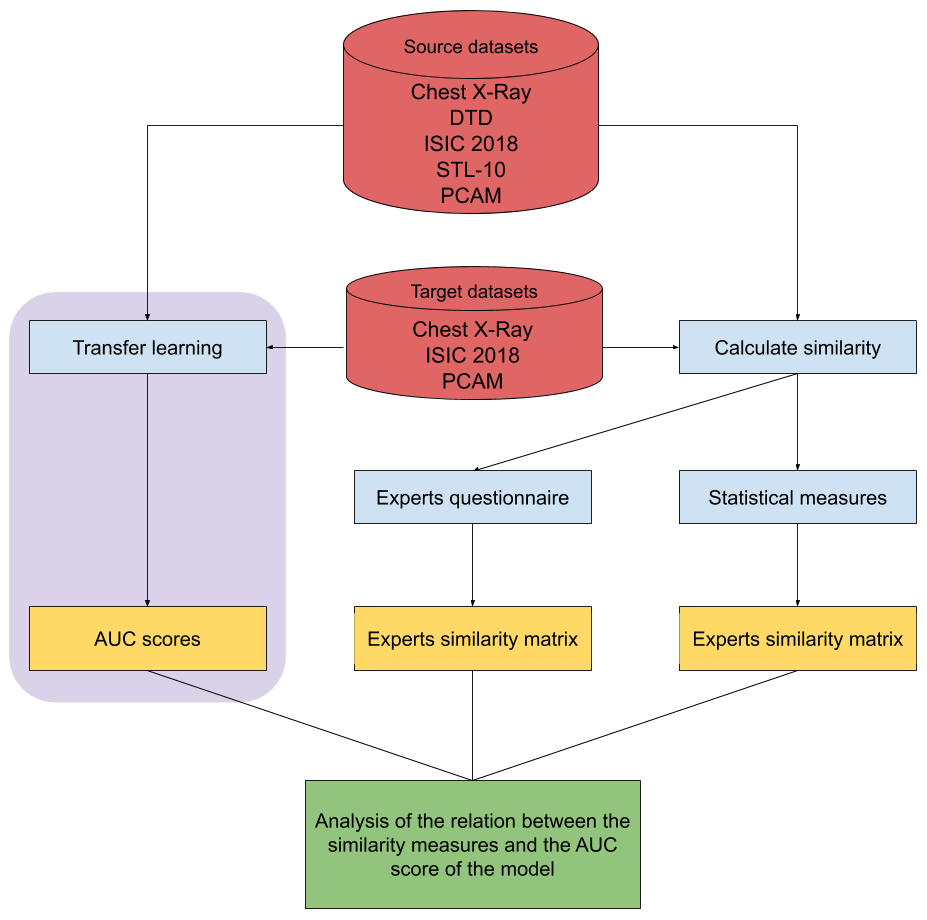 Source datasets
Chest X-Ray
DTD
ISIC 2018
STL-10
PCAM
Target datasets
Chest X-Ray
ISIC 2018
PCAM
Transfer learning
Calculate similarity
Experts questionnaire
Statistical measures
AUC scores
Experts similarity matrix
Experts similarity matrix
Analysis of the relation between the
similarity measures and the AUC
score of the model